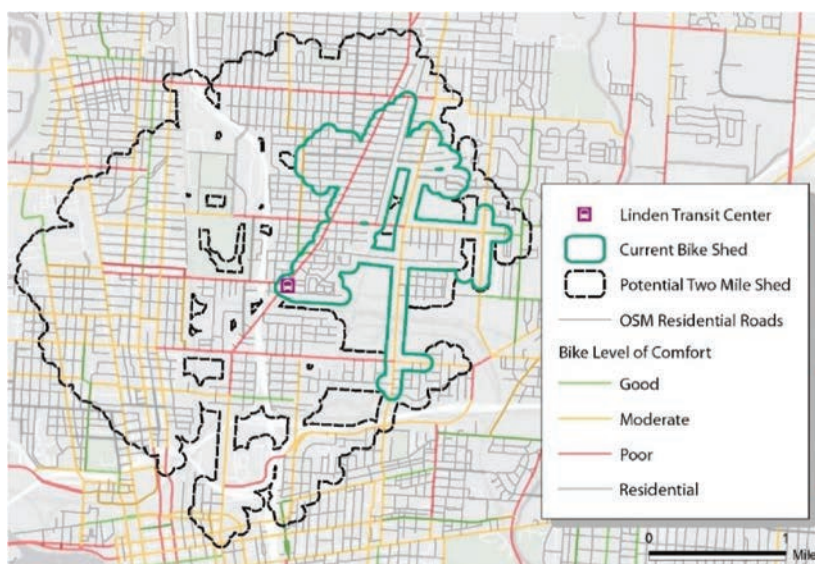 Linden Transit Center
Current Bike Shed
Potential Two Mile Shed
OSM Residential Roads
Bike Level of Comfort
Good
Moderate
Poor
Residential
0 1
Mile